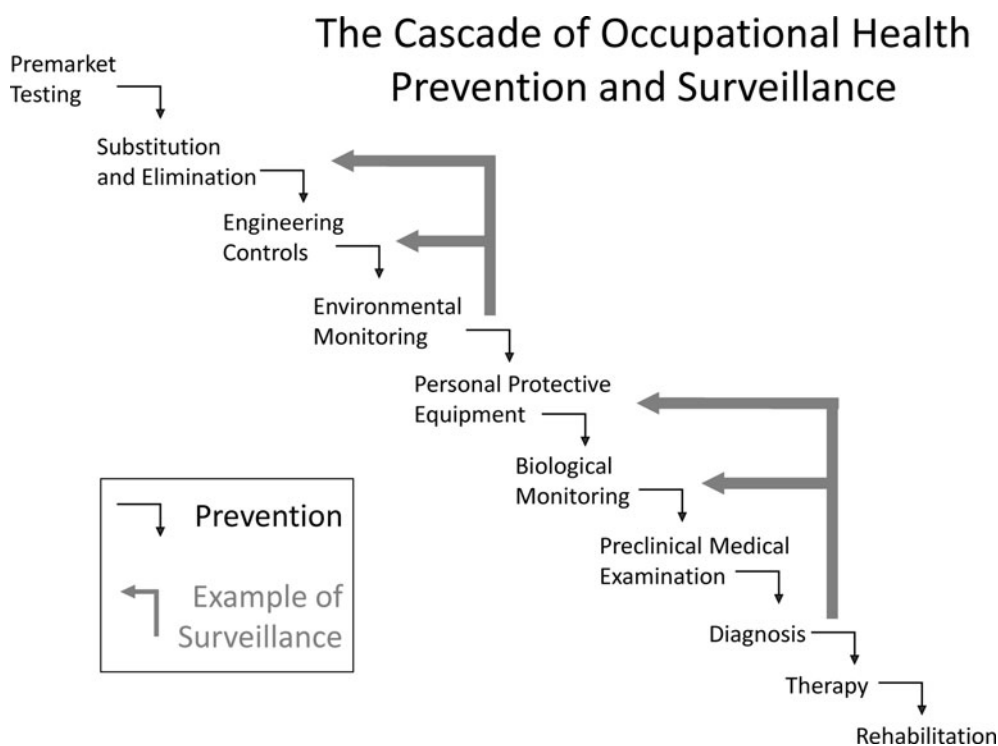 The Cascade of Occupational Health
Prevention and Surveillance
Premarket
Testing
Substitution
and Elimination
Engineering
Controls
Environmental
Monitoring
Personal Protective
Equipment
Biological
Monitoring
Preclinical Medical
Examination
Diagnosis
Therapy
Rehabilitation
Prevention
Example of
Surveillance